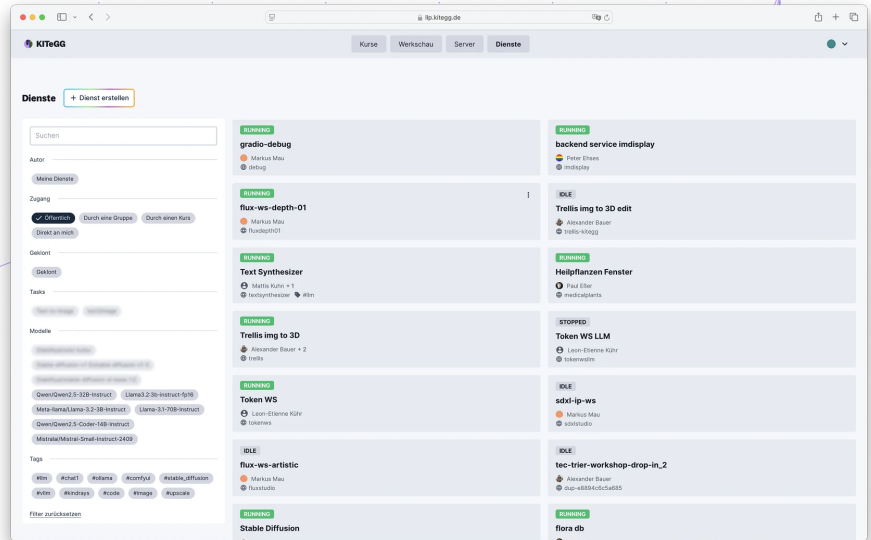 llp.kitegg.de
KITeGG
Kurse
Werkschau
Server
Dienste
Dienste
+ Dienst erstellen
Suchen
Autor
Meine Dienste
Zugang
Öffentlich
Durch eine Gruppe
Durch einen Kurs
Direkt an mich
Geklont
Geklont
Tasks
Modelle
Qwen/Qwen2.5-32B-Instruct
Llama3.2:3b-instruct-fp16
Meta-llama/Llama-3.2-3B-Instruct
Llama-3.1-70B-Instruct
Qwen/Qwen2.5-Coder-14B-Instruct
Mistralai/Mistral-Small-Instruct-2409
Tags
#llm
#chat1
#ollama
#comfyui
#stable_diffusion
#vllm
#kindrays
#code
#image
#upscale
Filter zurücksetzen
RUNNING
gradio-debug
Markus Mau
debug
RUNNING
backend service imdisplay
Peter Ehses
imdisplay
RUNNING
flux-ws-depth-01
Markus Mau
fluxdepth01
IDLE
Trellis img to 3D edit
Alexander Bauer
trellis-kitegg
RUNNING
Text Synthesizer
Mattis Kuhn + 1
textsynthesizer #llm
RUNNING
Heilpflanzen Fenster
Paul Eßer
medicalplants
RUNNING
Trellis img to 3D
Alexander Bauer + 2
trellis
STOPPED
Token WS LLM
Leon-Etienne Kühr
tokenwsllm
RUNNING
Token WS
Leon-Etienne Kühr
tokenws
IDLE
sdxl-ip-ws
Markus Mau
sdxlstudio
IDLE
flux-ws-artistic
Markus Mau
fluxstudio
IDLE
tec-trier-workshop-drop-in_2
Alexander Bauer
dup-e8694c6c5a685
RUNNING
Stable Diffusion
RUNNING
flora db